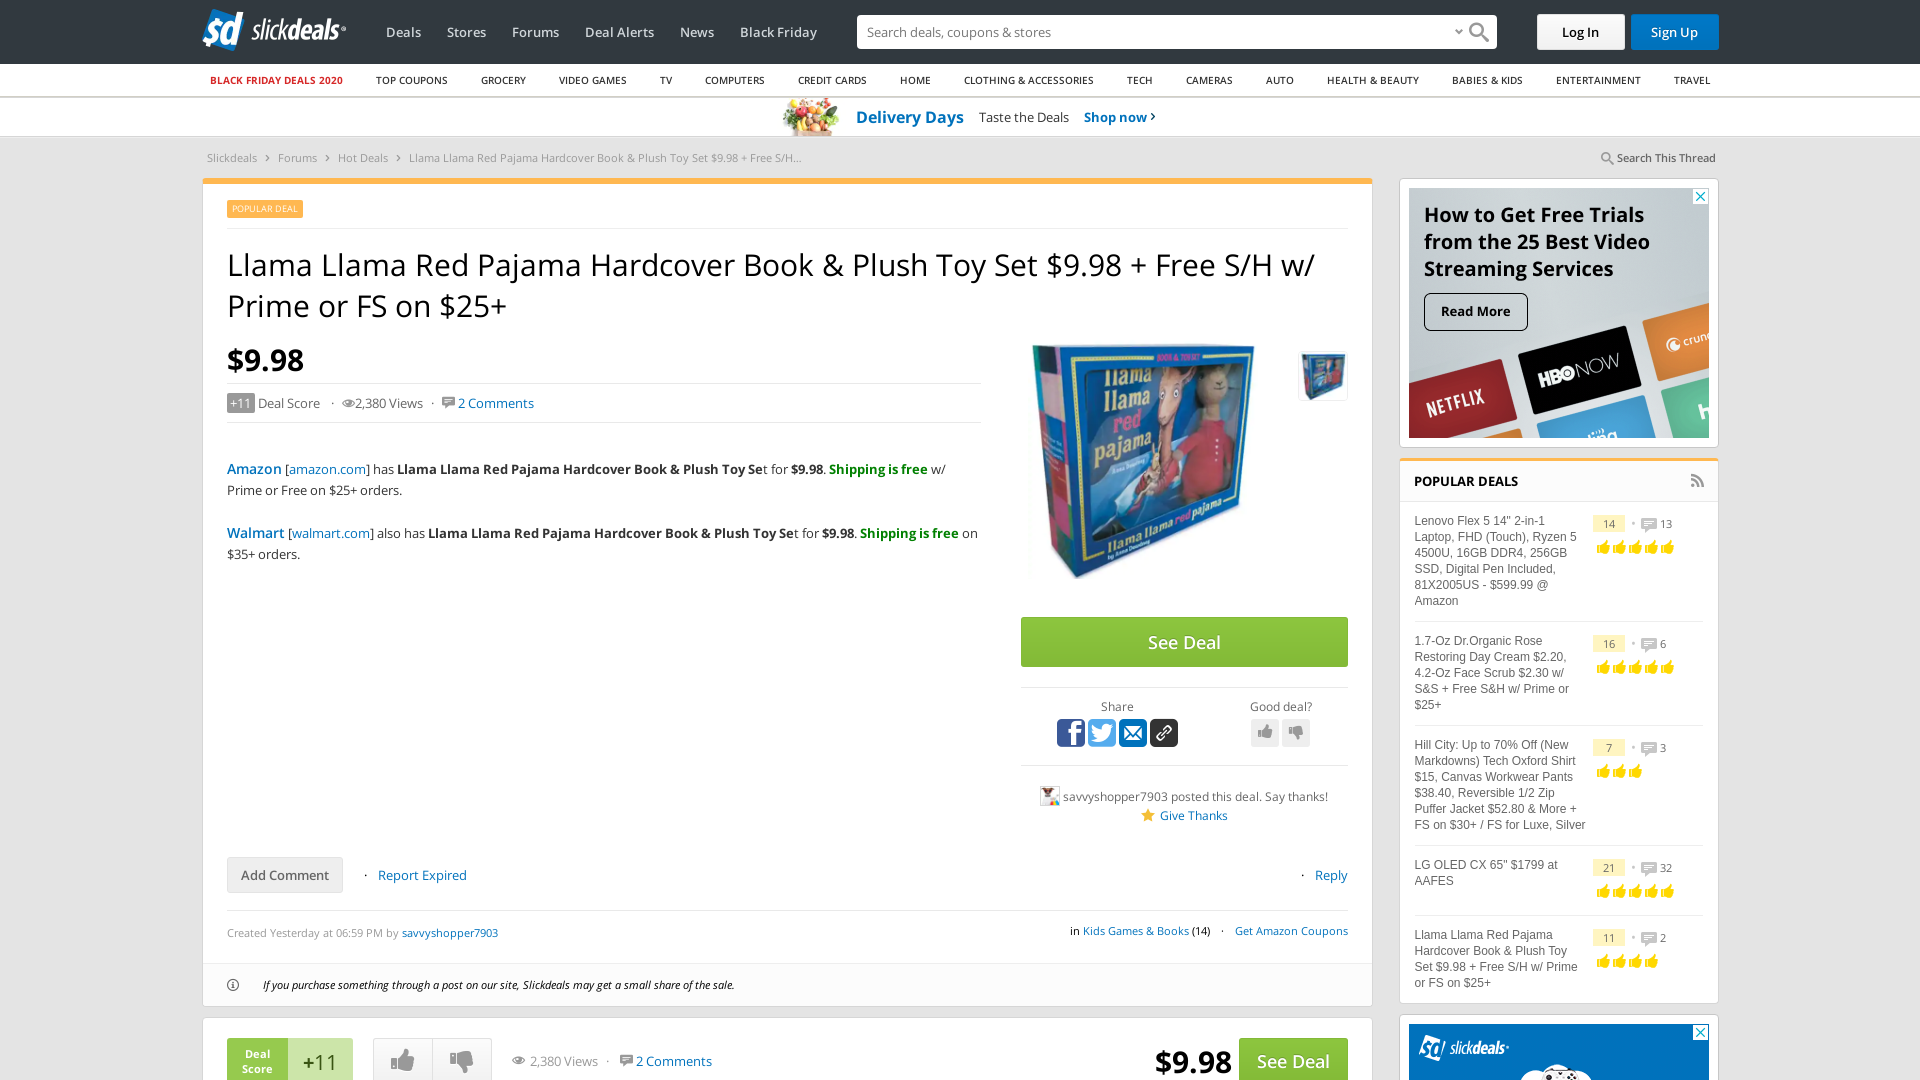 slickdeals
Deals
Stores
Forums
Deal Alerts
News
Black Friday
Search deals, coupons & shopping
Log In
Sign Up
BLACK FRIDAY DEALS 2020
TOP COUPONS
GROCERY
VIDEO GAMES
TV
COMPUTERS
CREDIT CARDS
HOME
CLOTHING & ACCESSORIES
TECH
CAMERAS
AUTO
HEALTH & BEAUTY
BABIES & KIDS
ENTERTAINMENT
TRAVEL
Delivery Days Taste the Deals Shop now ›
Slickdeals › Forums › Hot Deals › Llama Llama Red Pajama Hardcover Book & Plush Toy Set $9.98 + Free S/H...
Search This Thread
POPULAR DEAL
Llama Llama Red Pajama Hardcover Book & Plush Toy Set $9.98 + Free S/H w/
Prime or FS on $25+
$9.98
+11 Deal Score · 2,380 Views · 2 Comments
Amazon [amazon.com] has Llama Llama Red Pajama Hardcover Book & Plush Toy Set for $9.98. Shipping is free w/
Prime or Free on $25+ orders.
Walmart [walmart.com] also has Llama Llama Red Pajama Hardcover Book & Plush Toy Set for $9.98. Shipping is free on
$35+ orders.
BOOK & TOY SET
llama
llama
red
pajama
llama llama red pajama
See Deal
Share
Good deal?
savvyshopper7903 posted this deal. Say thanks!
Give Thanks
Add Comment
· Report Expired
· Reply
Created Yesterday at 06:59 PM by savvyshopper7903
in Kids Games & Books (14) · Get Amazon Coupons
If you purchase something through a post on our site, Slickdeals may get a small share of the sale.
Deal
Score
+11
2,380 Views · 2 Comments
$9.98
See Deal
How to Get Free Trials
from the 25 Best Video
Streaming Services
Read More
NETFLIX
HBO NOW
crunc
POPULAR DEALS
Lenovo Flex 5 14" 2-in-1
Laptop, FHD (Touch), Ryzen 5
4500U, 16GB DDR4, 256GB
SSD, Digital Pen Included,
81X2005US - $599.99 @
Amazon
14 · 13
1.7-Oz Dr.Organic Rose
Restoring Day Cream $2.20,
4.2-Oz Face Scrub $2.30 w/
S&S + Free S&H w/ Prime or
$25+
16 · 6
Hill City: Up to 70% Off (New
Markdowns) Tech Oxford Shirt
$15, Canvas Workwear Pants
$38.40, Reversible 1/2 Zip
Puffer Jacket $52.80 & More +
FS on $30+ / FS for Luxe, Silver
7 · 3
LG OLED CX 65" $1799 at
AAFES
21 · 32
Llama Llama Red Pajama
Hardcover Book & Plush Toy
Set $9.98 + Free S/H w/ Prime
or FS on $25+
11 · 2
slickdeals